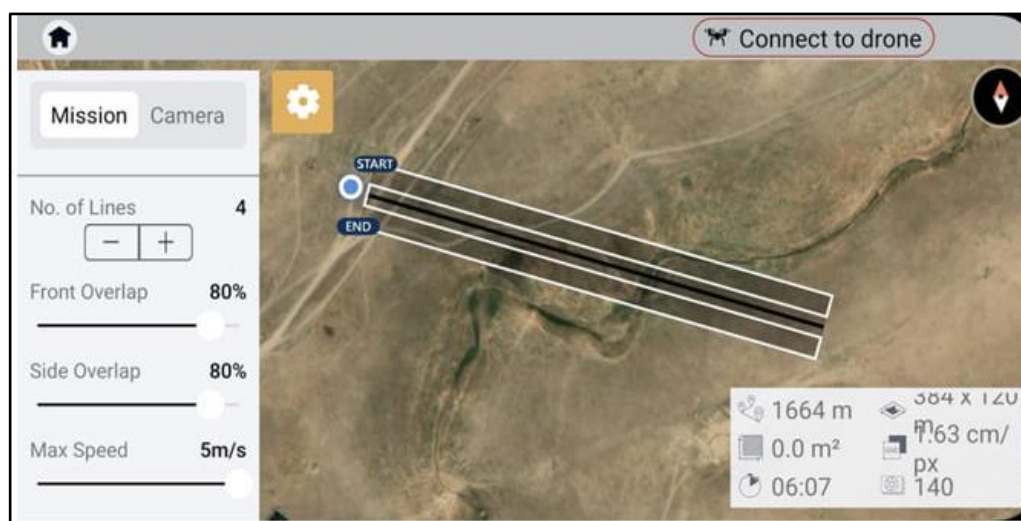 Connect to drone
Mission Camera
No. of Lines 4
− +
Front Overlap 80%
Side Overlap 80%
Max Speed 5m/s
START
END
1664 m
384 x 120 m
0.0 m²
1.63 cm/px
06:07
140